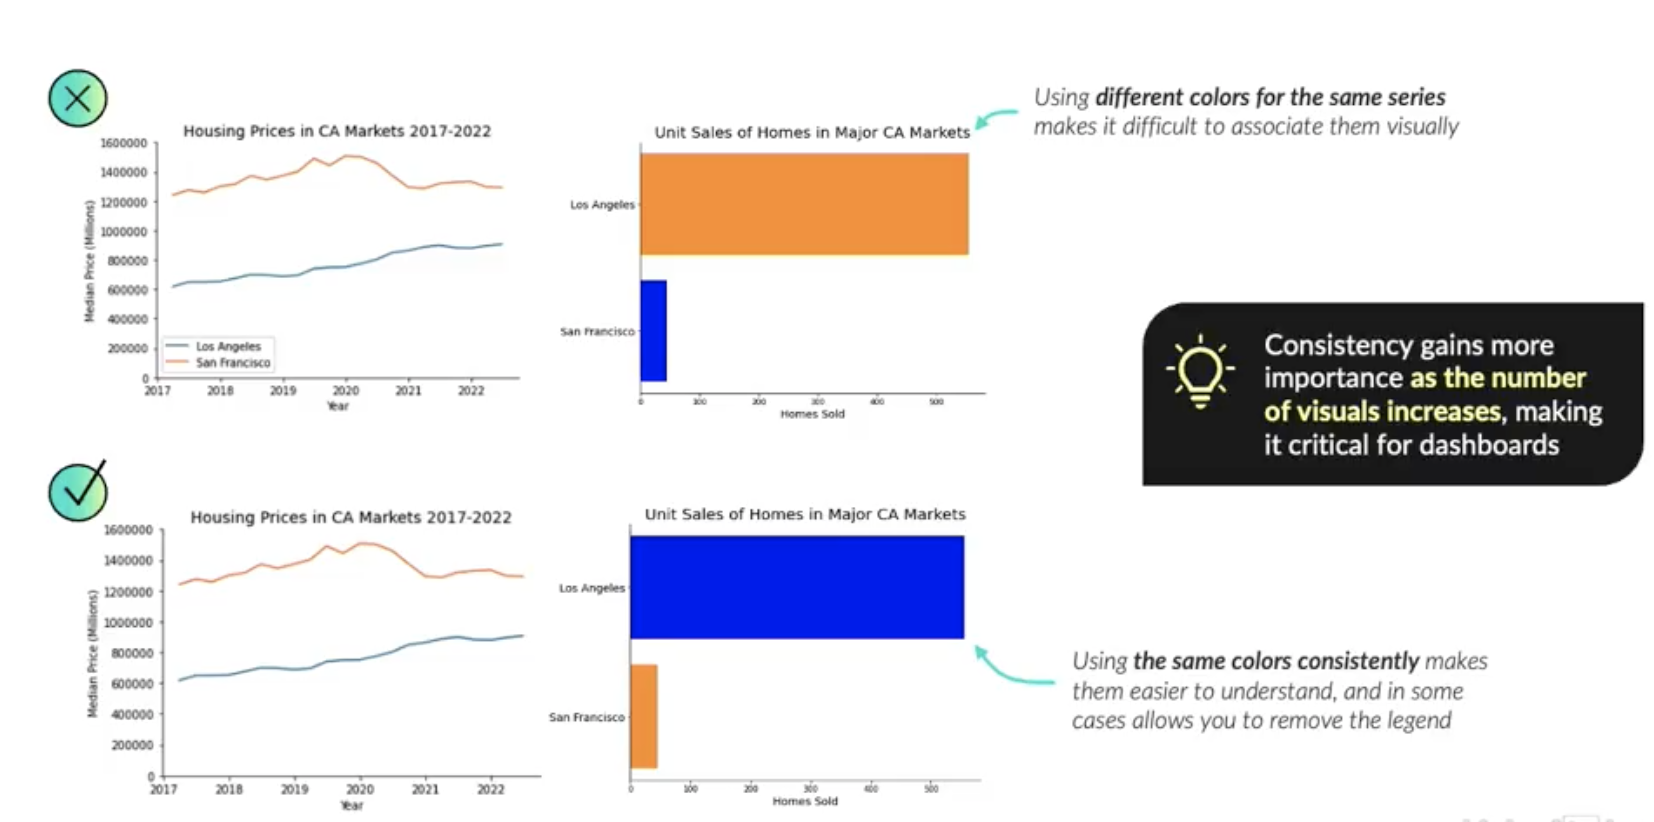 Using different colors for the same series
makes it difficult to associate them visually
Housing Prices in CA Markets 2017-2022
1600000
1400000
1200000
1000000
800000
600000
400000
200000
0
Median Price (Millions)
Los Angeles
San Francisco
2017 2018 2019 2020 2021 2022
Year
Unit Sales of Homes in Major CA Markets
Los Angeles
San Francisco
0 100 200 300 400 500
Homes Sold
Consistency gains more
importance as the number
of visuals increases, making
it critical for dashboards
Housing Prices in CA Markets 2017-2022
1600000
1400000
1200000
1000000
800000
600000
400000
200000
0
Median Price (Millions)
2017 2018 2019 2020 2021 2022
Year
Unit Sales of Homes in Major CA Markets
Los Angeles
San Francisco
0 100 200 300 400 500
Homes Sold
Using the same colors consistently makes
them easier to understand, and in some
cases allows you to remove the legend